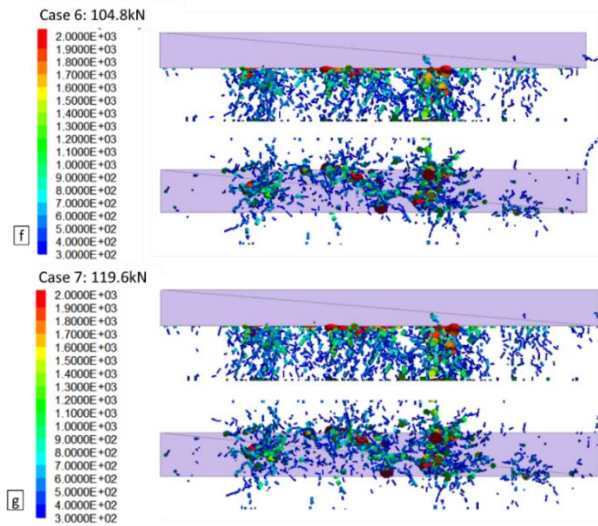 Case 6: 104.8kN
2.0000E+03
1.9000E+03
1.8000E+03
1.7000E+03
1.6000E+03
1.5000E+03
1.4000E+03
1.3000E+03
1.2000E+03
1.1000E+03
1.0000E+03
9.0000E+02
8.0000E+02
7.0000E+02
6.0000E+02
5.0000E+02
4.0000E+02
3.0000E+02
f
Case 7: 119.6kN
2.0000E+03
1.9000E+03
1.8000E+03
1.7000E+03
1.6000E+03
1.5000E+03
1.4000E+03
1.3000E+03
1.2000E+03
1.1000E+03
1.0000E+03
9.0000E+02
8.0000E+02
7.0000E+02
6.0000E+02
5.0000E+02
4.0000E+02
3.0000E+02
g